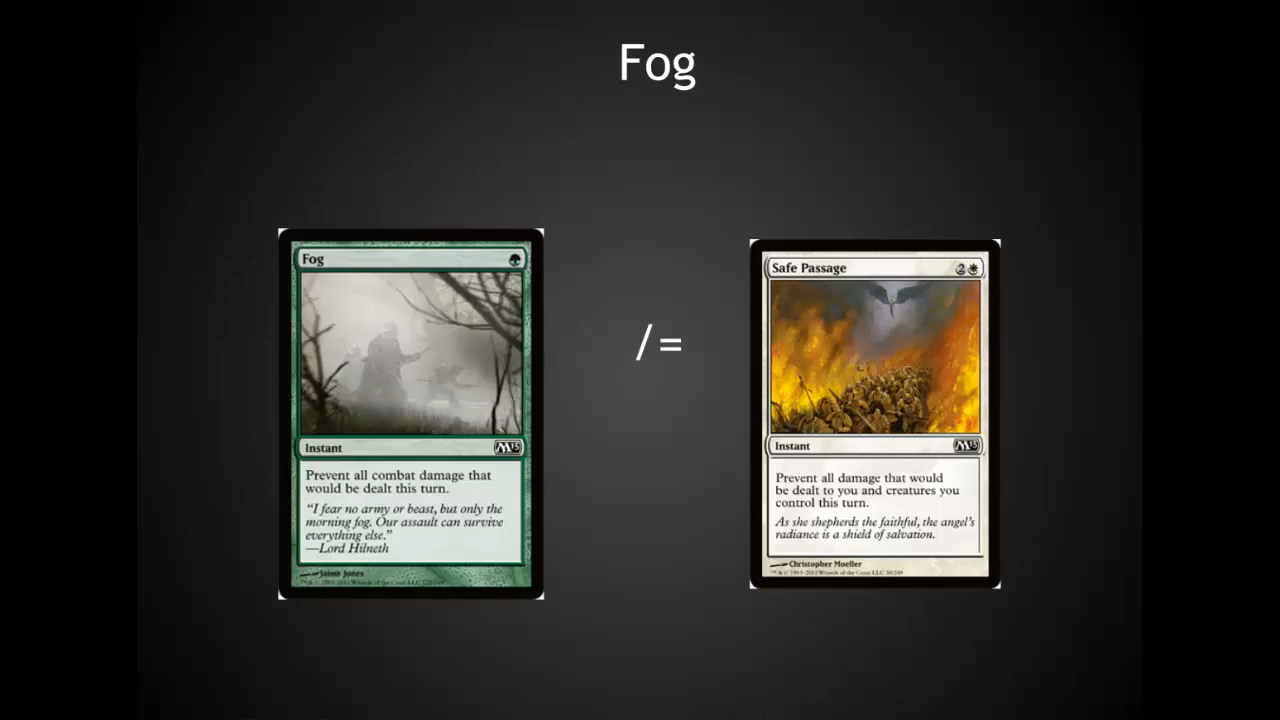 Fog
Fog
Instant
M13
Prevent all combat damage that
would be dealt this turn.
“I fear no army or beast, but only the
morning fog. Our assault can survive
everything else.”
—Lord Hilneth
Jaime Jones
/=
Safe Passage
2
Instant
M13
Prevent all damage that would
be dealt to you and creatures you
control this turn.
As she shepherds the faithful, the angel's
radiance is a shield of salvation.
Christopher Moeller